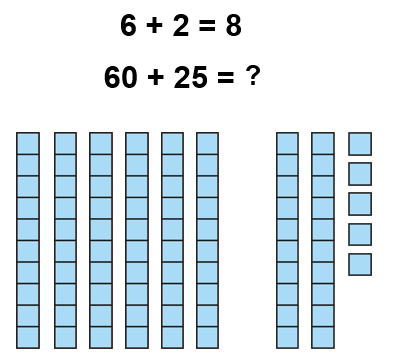 6 + 2 = 8
60 + 25 = ?